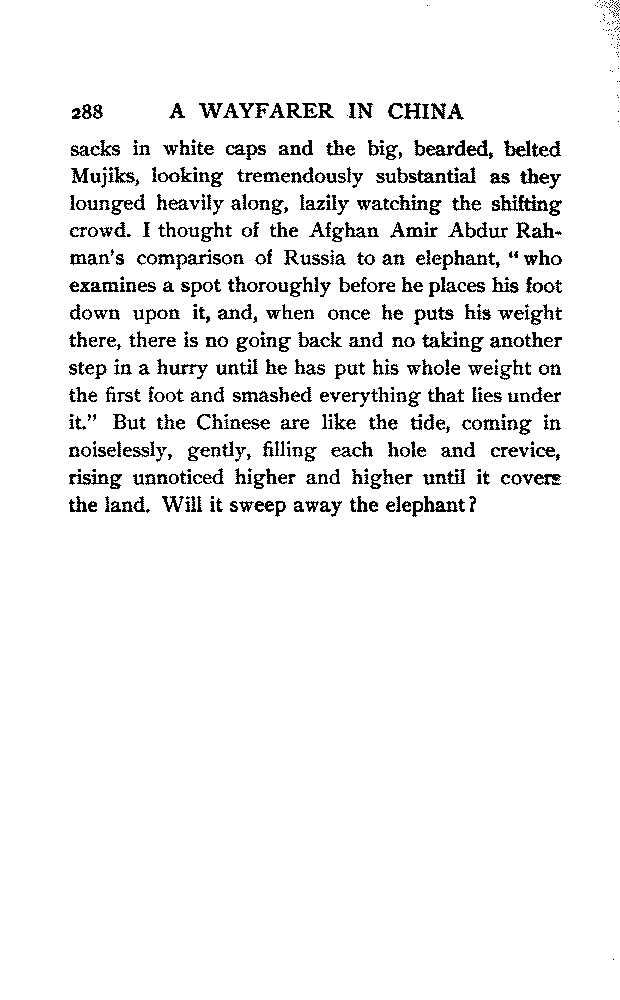 288 A WAYFARER IN CHINA
sacks in white caps and the big, bearded, belted
Mujiks, looking tremendously substantial as they
lounged heavily along, lazily watching the shifting
crowd. I thought of the Afghan Amir Abdur Rah-
man's comparison of Russia to an elephant, “who
examines a spot thoroughly before he places his foot
down upon it, and, when once he puts his weight
there, there is no going back and no taking another
step in a hurry until he has put his whole weight on
the first foot and smashed everything that lies under
it.” But the Chinese are like the tide, coming in
noiselessly, gently, filling each hole and crevice,
rising unnoticed higher and higher until it covers
the land. Will it sweep away the elephant?